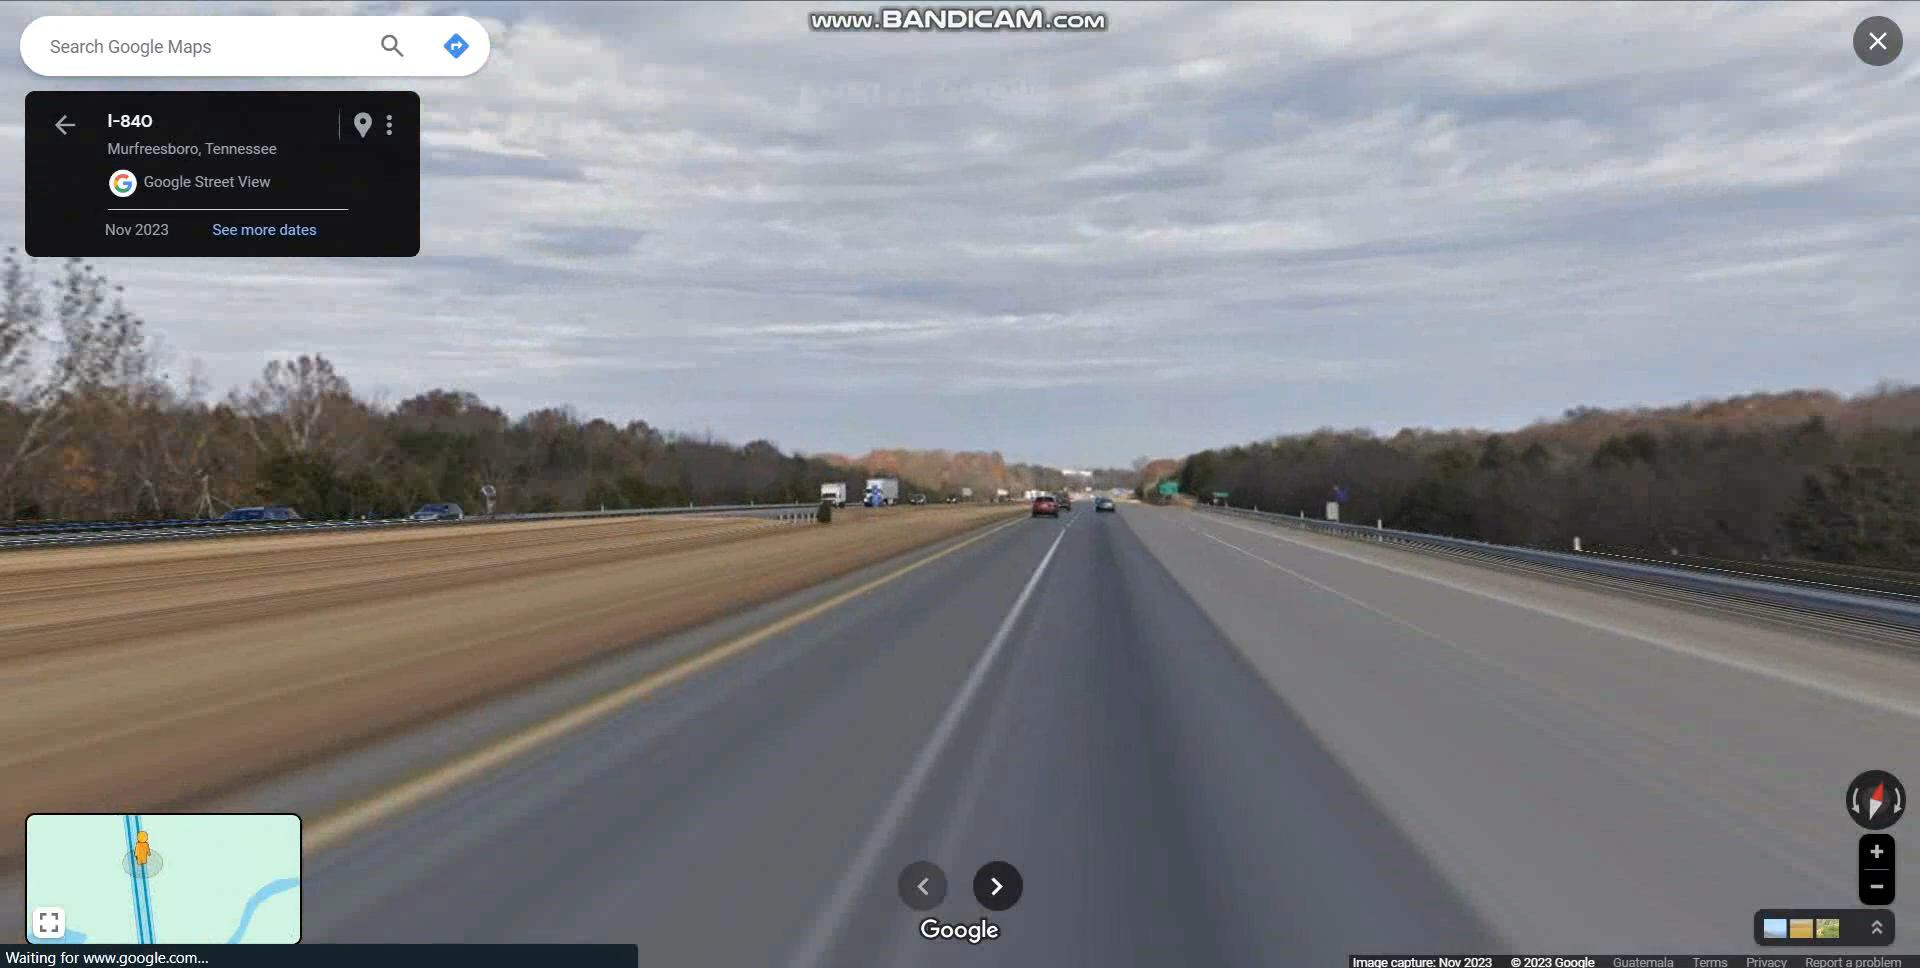 www.BANDICAM.com
Search Google Maps
I-840
Murfreesboro, Tennessee
Google Street View
Nov 2023 See more dates
Google
Waiting for www.google.com...
Image capture: Nov 2023 © 2023 Google Guatemala Terms Privacy Report a problem